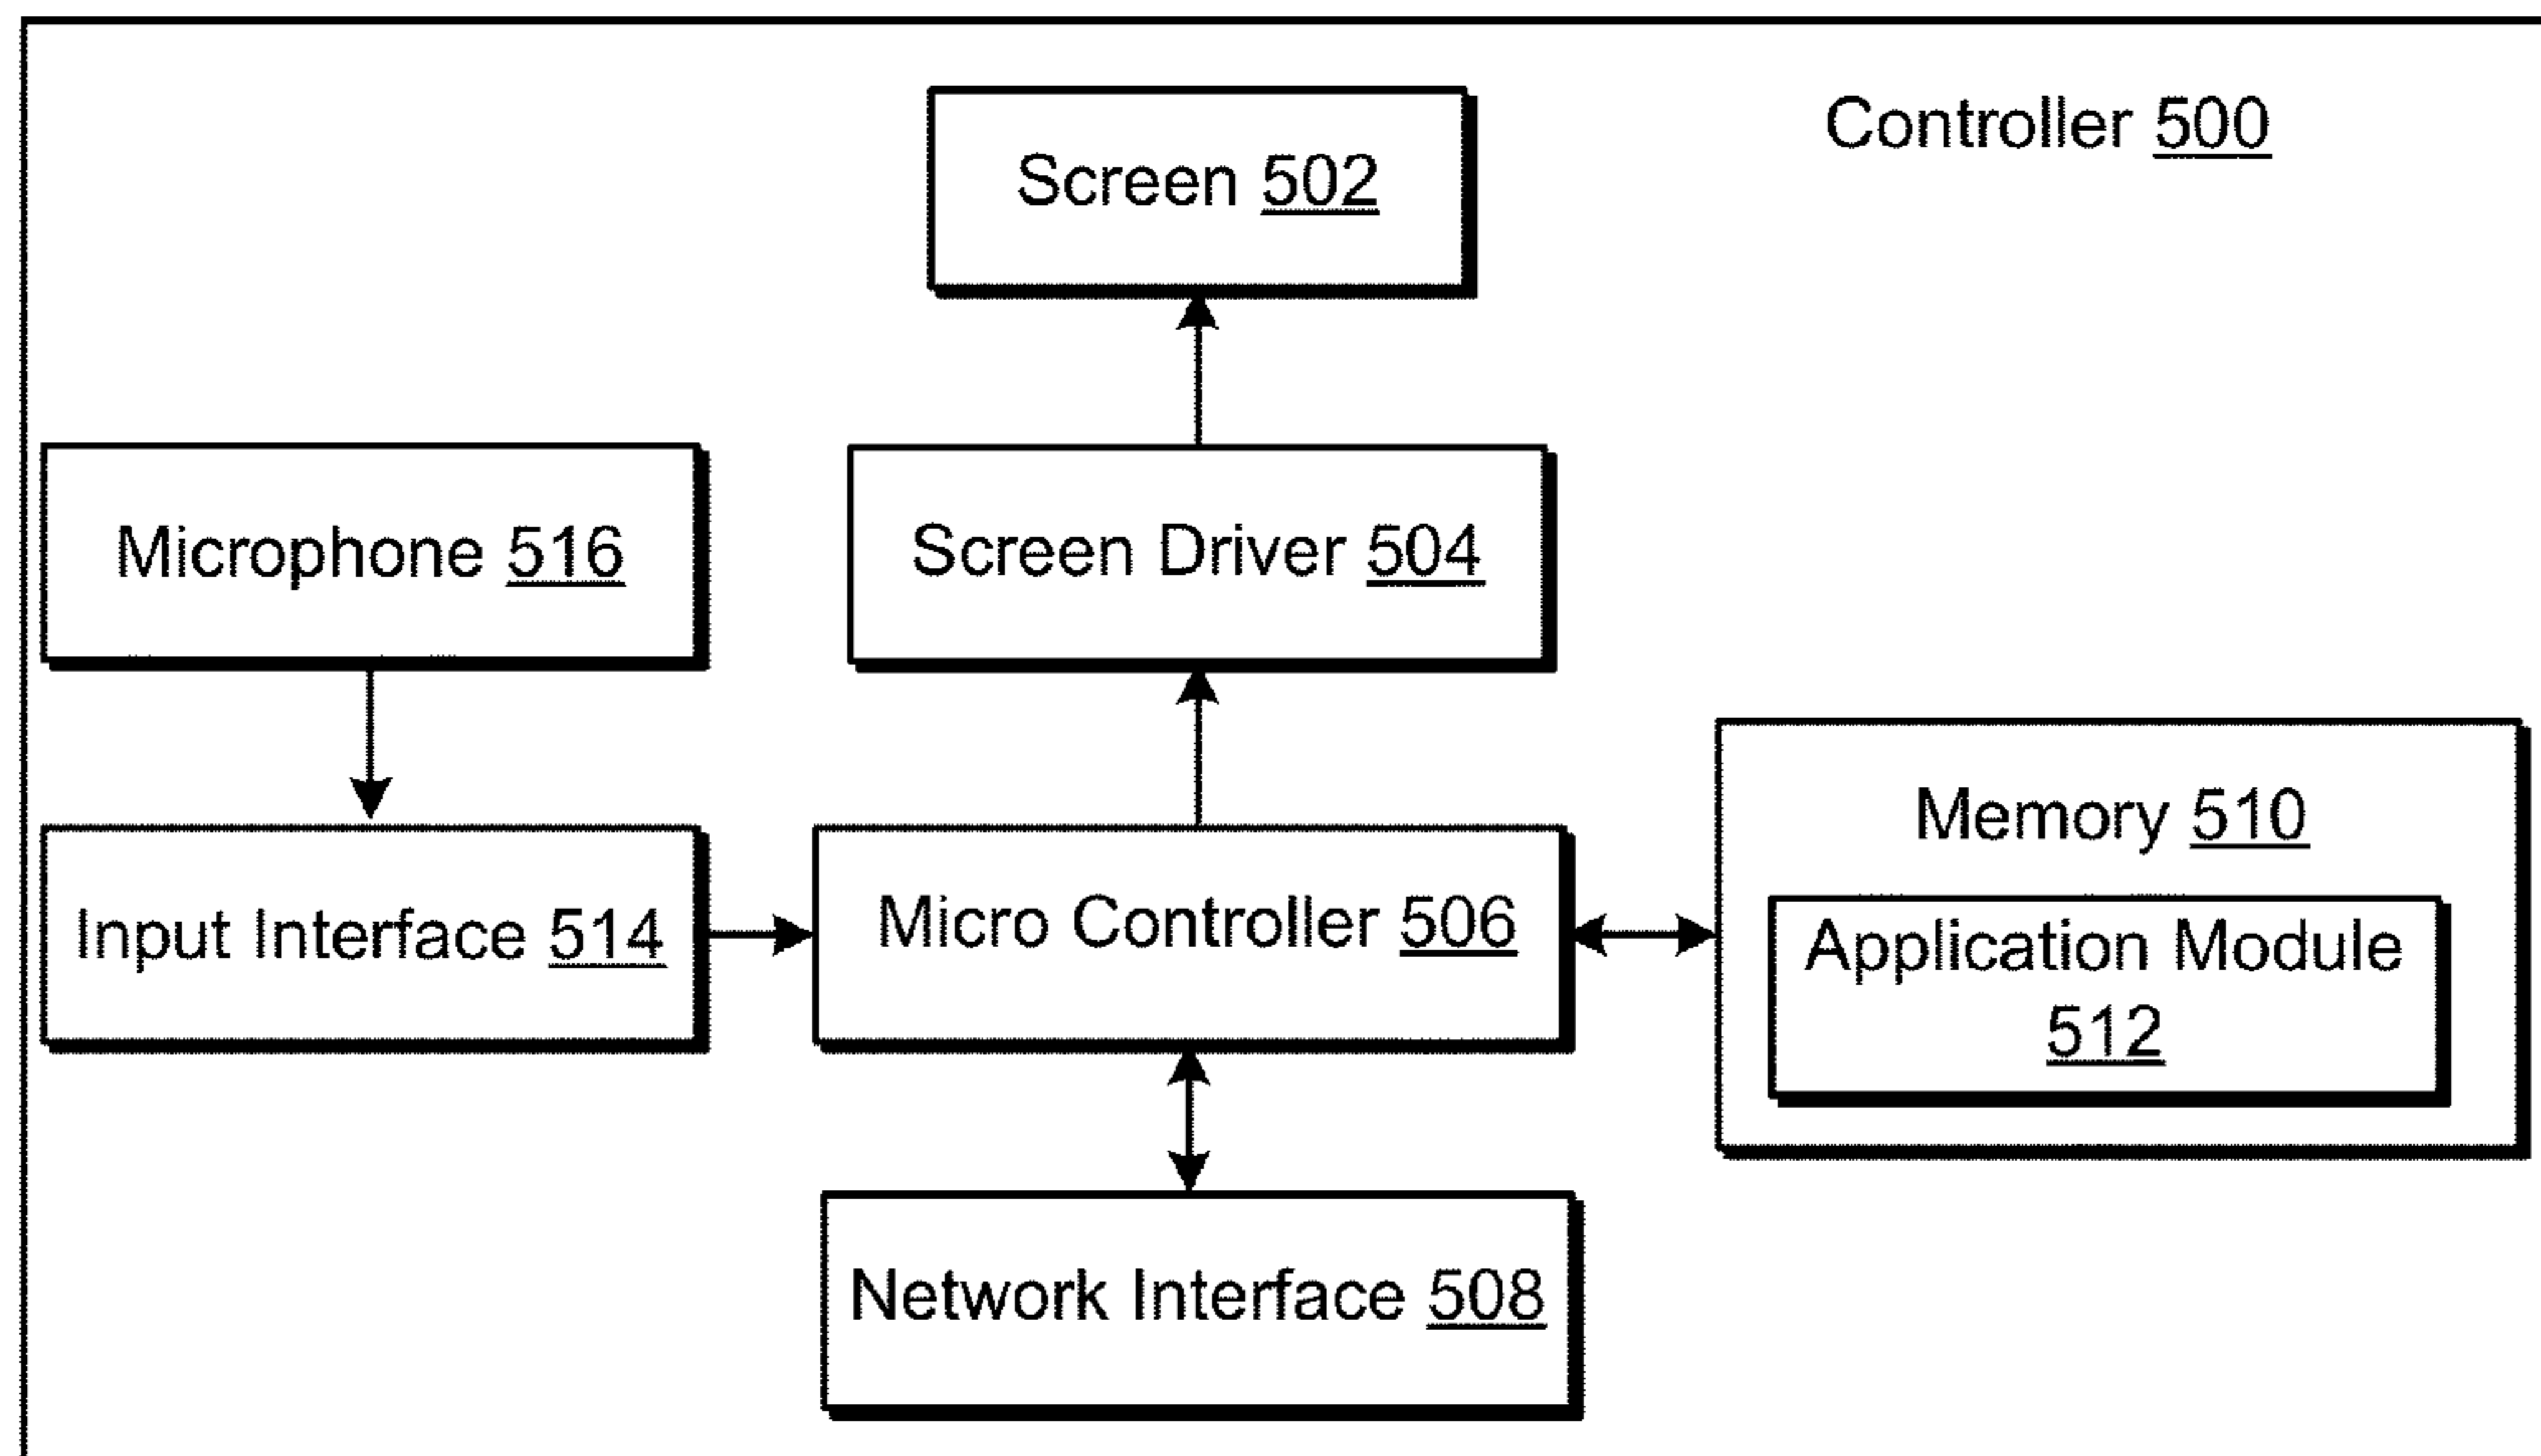 Controller 500
Screen 502
Microphone 516
Screen Driver 504
Memory 510
Input Interface 514
Micro Controller 506
Application Module
512
Network Interface 508